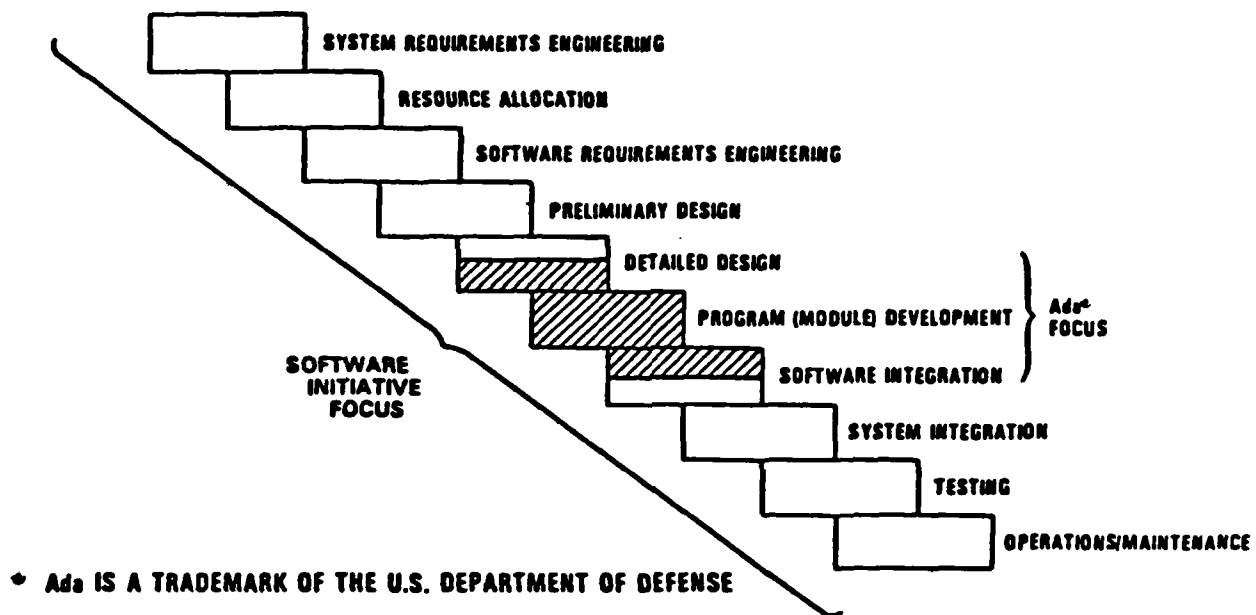 SYSTEM REQUIREMENTS ENGINEERING
RESOURCE ALLOCATION
SOFTWARE REQUIREMENTS ENGINEERING
PRELIMINARY DESIGN
DETAILED DESIGN
PROGRAM (MODULE) DEVELOPMENT
Ada*
FOCUS
SOFTWARE
INITIATIVE
FOCUS
SOFTWARE INTEGRATION
SYSTEM INTEGRATION
TESTING
OPERATIONS/MAINTENANCE
* Ada IS A TRADEMARK OF THE U.S. DEPARTMENT OF DEFENSE